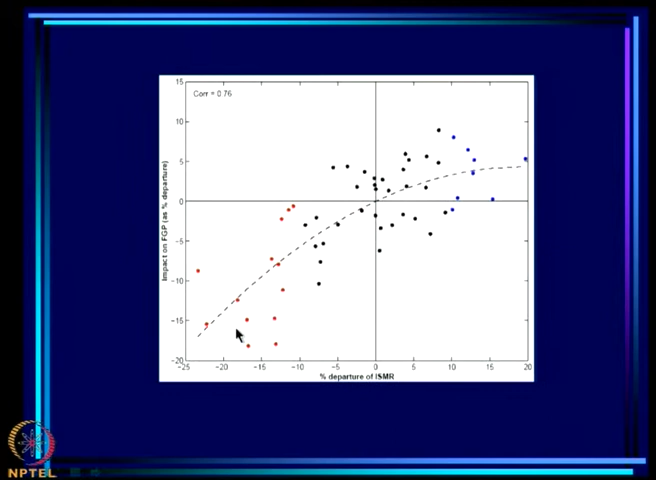 Corr = 0.76
15
10
5
0
-5
-10
-15
-20
Impact on FGP (as % departure)
-25 -20 -15 -10 -5 0 5 10 15 20
% departure of ISMR
NPTEL